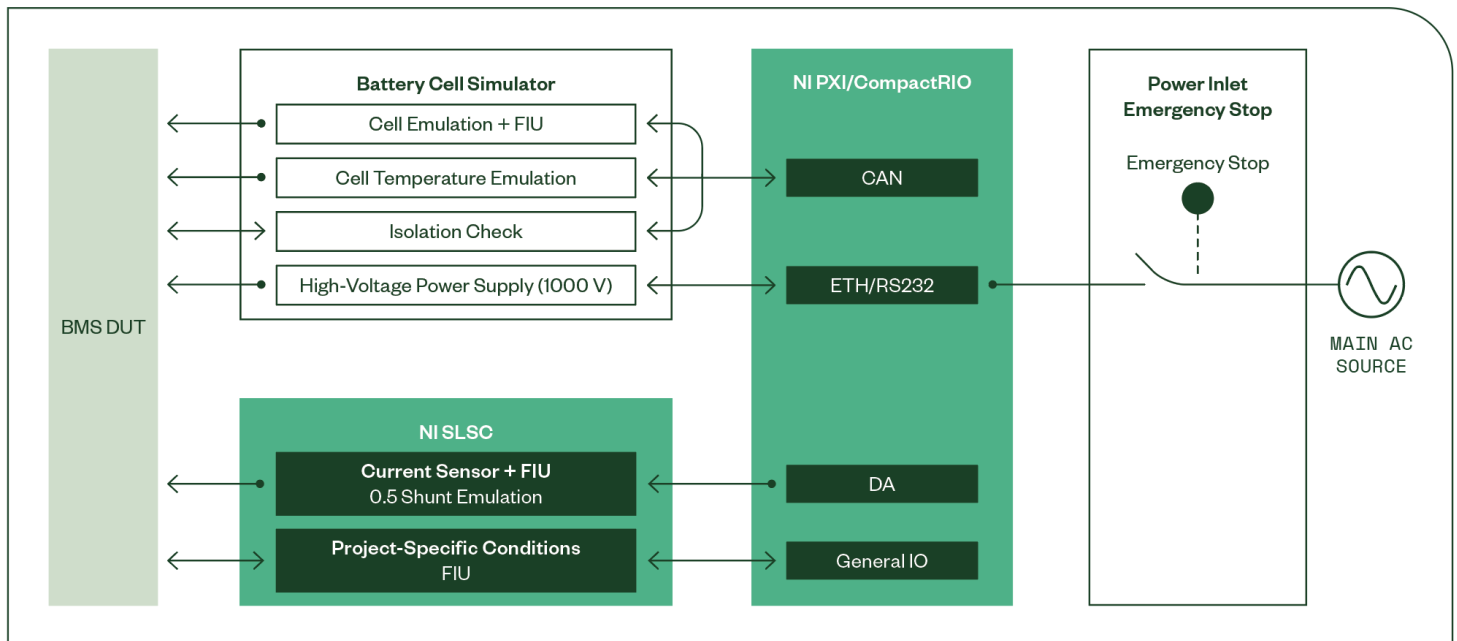 BMS DUT
Battery Cell Simulator
Cell Emulation + FIU
Cell Temperature Emulation
Isolation Check
High-Voltage Power Supply (1000 V)
NI SLSC
Current Sensor + FIU
0.5 Shunt Emulation
Project-Specific Conditions
FIU
NI PXI/CompactRIO
CAN
ETH/RS232
DA
General IO
Power Inlet
Emergency Stop
Emergency Stop
MAIN AC
SOURCE